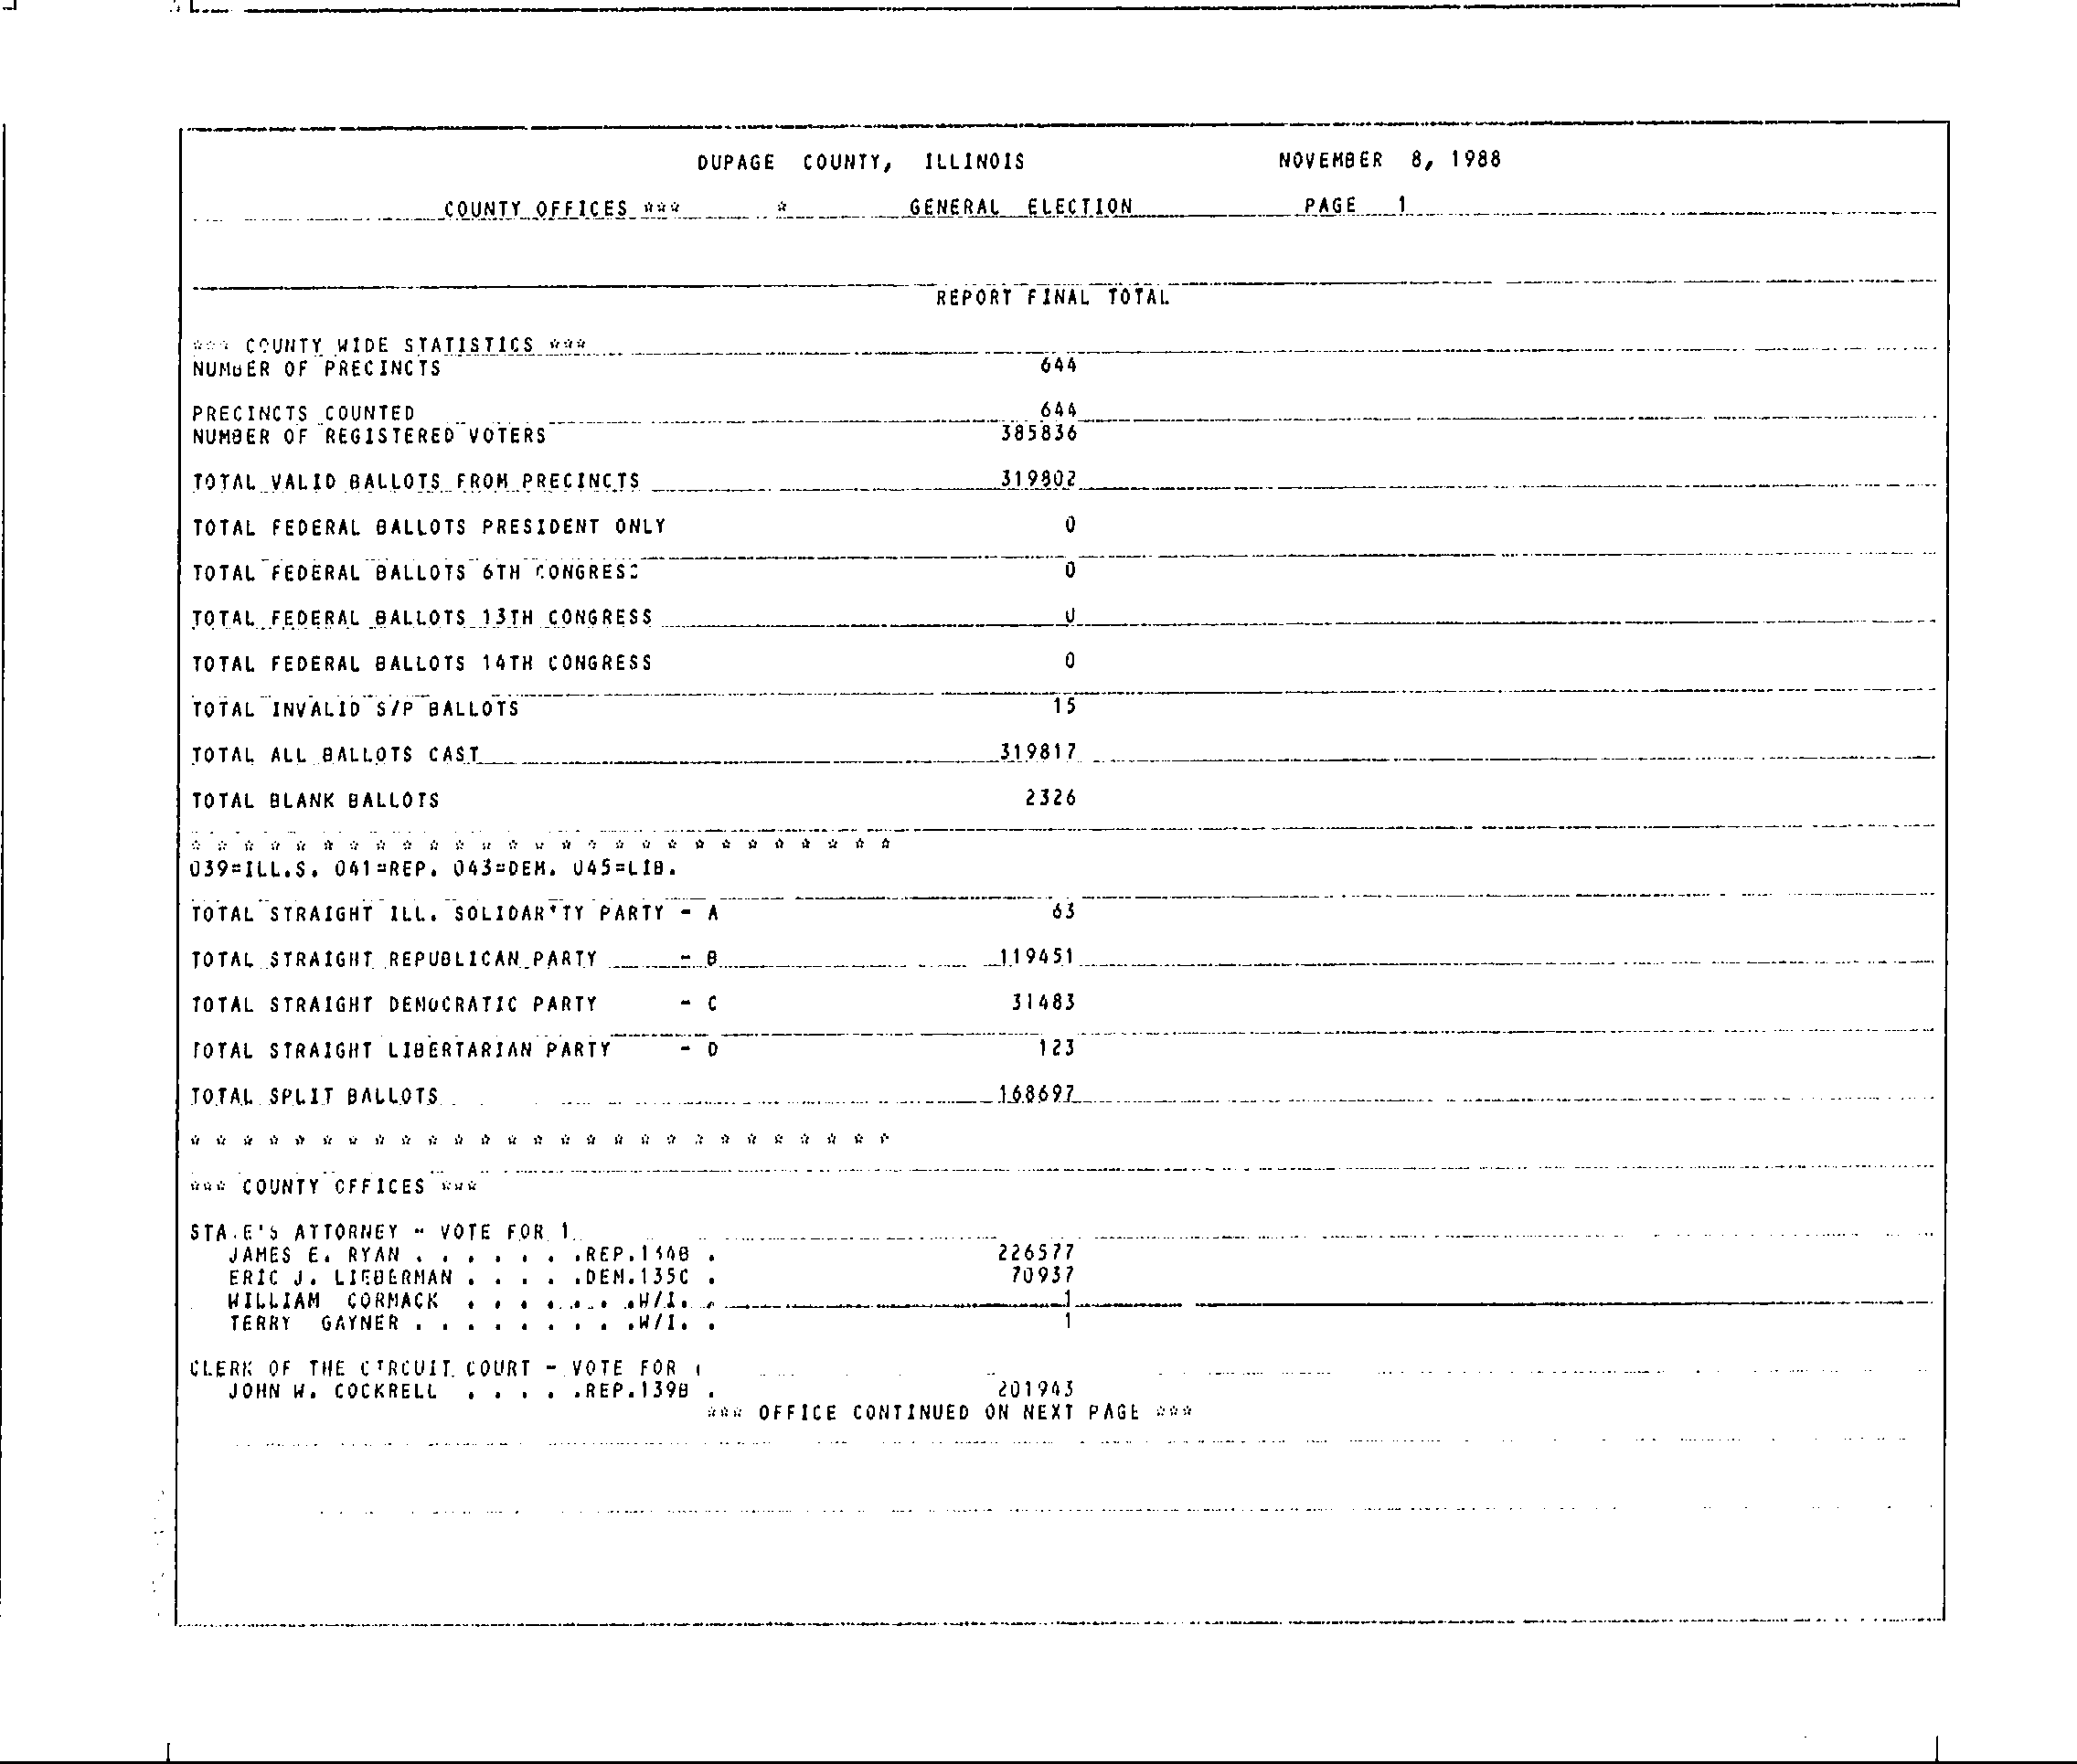 DUPAGE COUNTY, ILLINOIS NOVEMBER 8, 1988
COUNTY OFFICES *** * GENERAL ELECTION PAGE 1
REPORT FINAL TOTAL
*** COUNTY WIDE STATISTICS ***
NUMBER OF PRECINCTS 644
PRECINCTS COUNTED 644
NUMBER OF REGISTERED VOTERS 385836
TOTAL VALID BALLOTS FROM PRECINCTS 319802
TOTAL FEDERAL BALLOTS PRESIDENT ONLY 0
TOTAL FEDERAL BALLOTS 6TH CONGRESS 0
TOTAL FEDERAL BALLOTS 13TH CONGRESS 0
TOTAL FEDERAL BALLOTS 14TH CONGRESS 0
TOTAL INVALID S/P BALLOTS 15
TOTAL ALL BALLOTS CAST 319817
TOTAL BLANK BALLOTS 2326
* * * * * * * * * * * * * * * * * * * * * * * * * * *
039=ILL.S. 041=REP. 043=DEM. 045=LIB.
TOTAL STRAIGHT ILL. SOLIDARITY PARTY - A 63
TOTAL STRAIGHT REPUBLICAN PARTY - B 119451
TOTAL STRAIGHT DEMOCRATIC PARTY - C 31483
TOTAL STRAIGHT LIBERTARIAN PARTY - D 123
TOTAL SPLIT BALLOTS 168697
* * * * * * * * * * * * * * * * * * * * * * * * * * *
*** COUNTY OFFICES ***
STATE'S ATTORNEY - VOTE FOR 1
JAMES E. RYAN . . . . . . .REP. . 226577
ERIC J. LIEBERMAN . . . . .DEM.135C . 70937
WILLIAM CORMACK . . . . . . .W/I. . 1
TERRY GAYNER . . . . . . . . .W/I. . 1
CLERK OF THE CIRCUIT COURT - VOTE FOR
JOHN W. COCKRELL . . . . .REP.139B . 201943
*** OFFICE CONTINUED ON NEXT PAGE ***